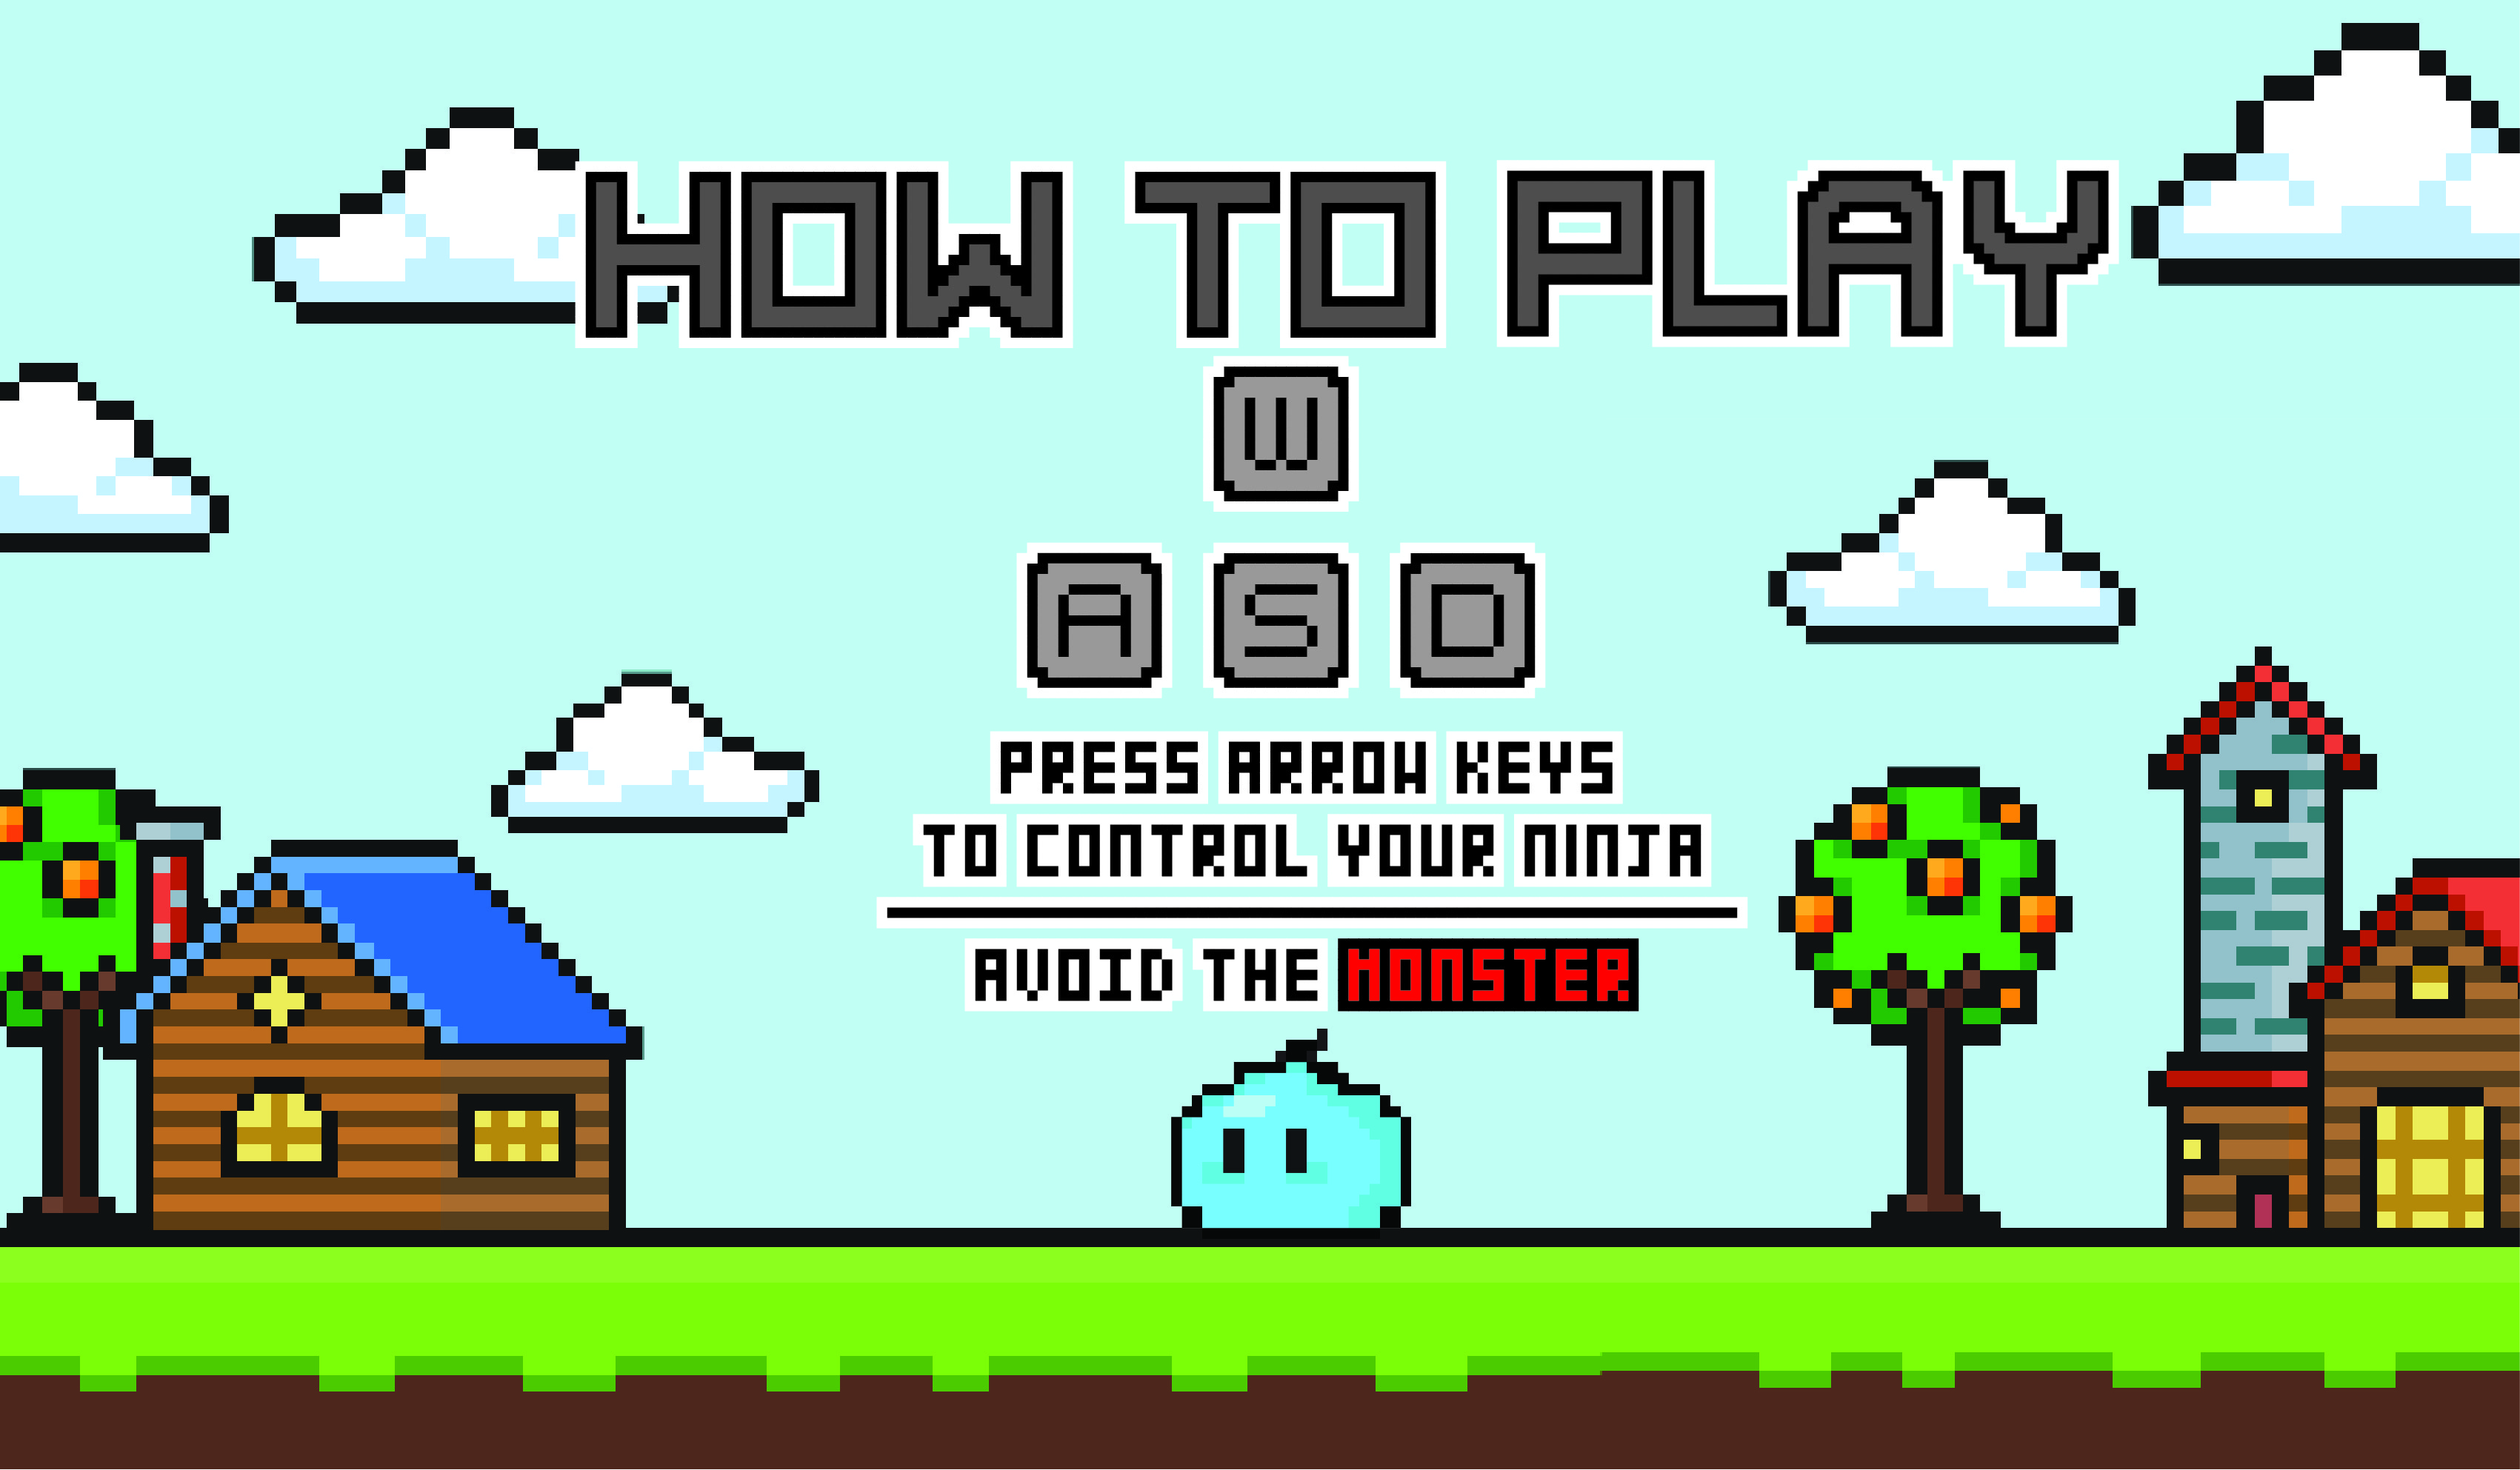 HOW TO PLAY
W
A S D
PRESS ARROW KEYS
TO CONTROL YOUR NINJA
AVOID THE MONSTER